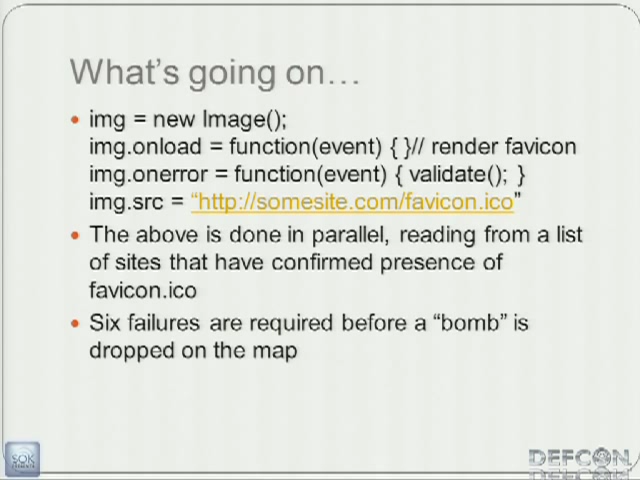 What's going on…
• img = new Image();
img.onload = function(event) { }// render favicon
img.onerror = function(event) { validate(); }
img.src = “http://somesite.com/favicon.ico”
• The above is done in parallel, reading from a list
of sites that have confirmed presence of
favicon.ico
• Six failures are required before a “bomb” is
dropped on the map
SOK
DEFCON